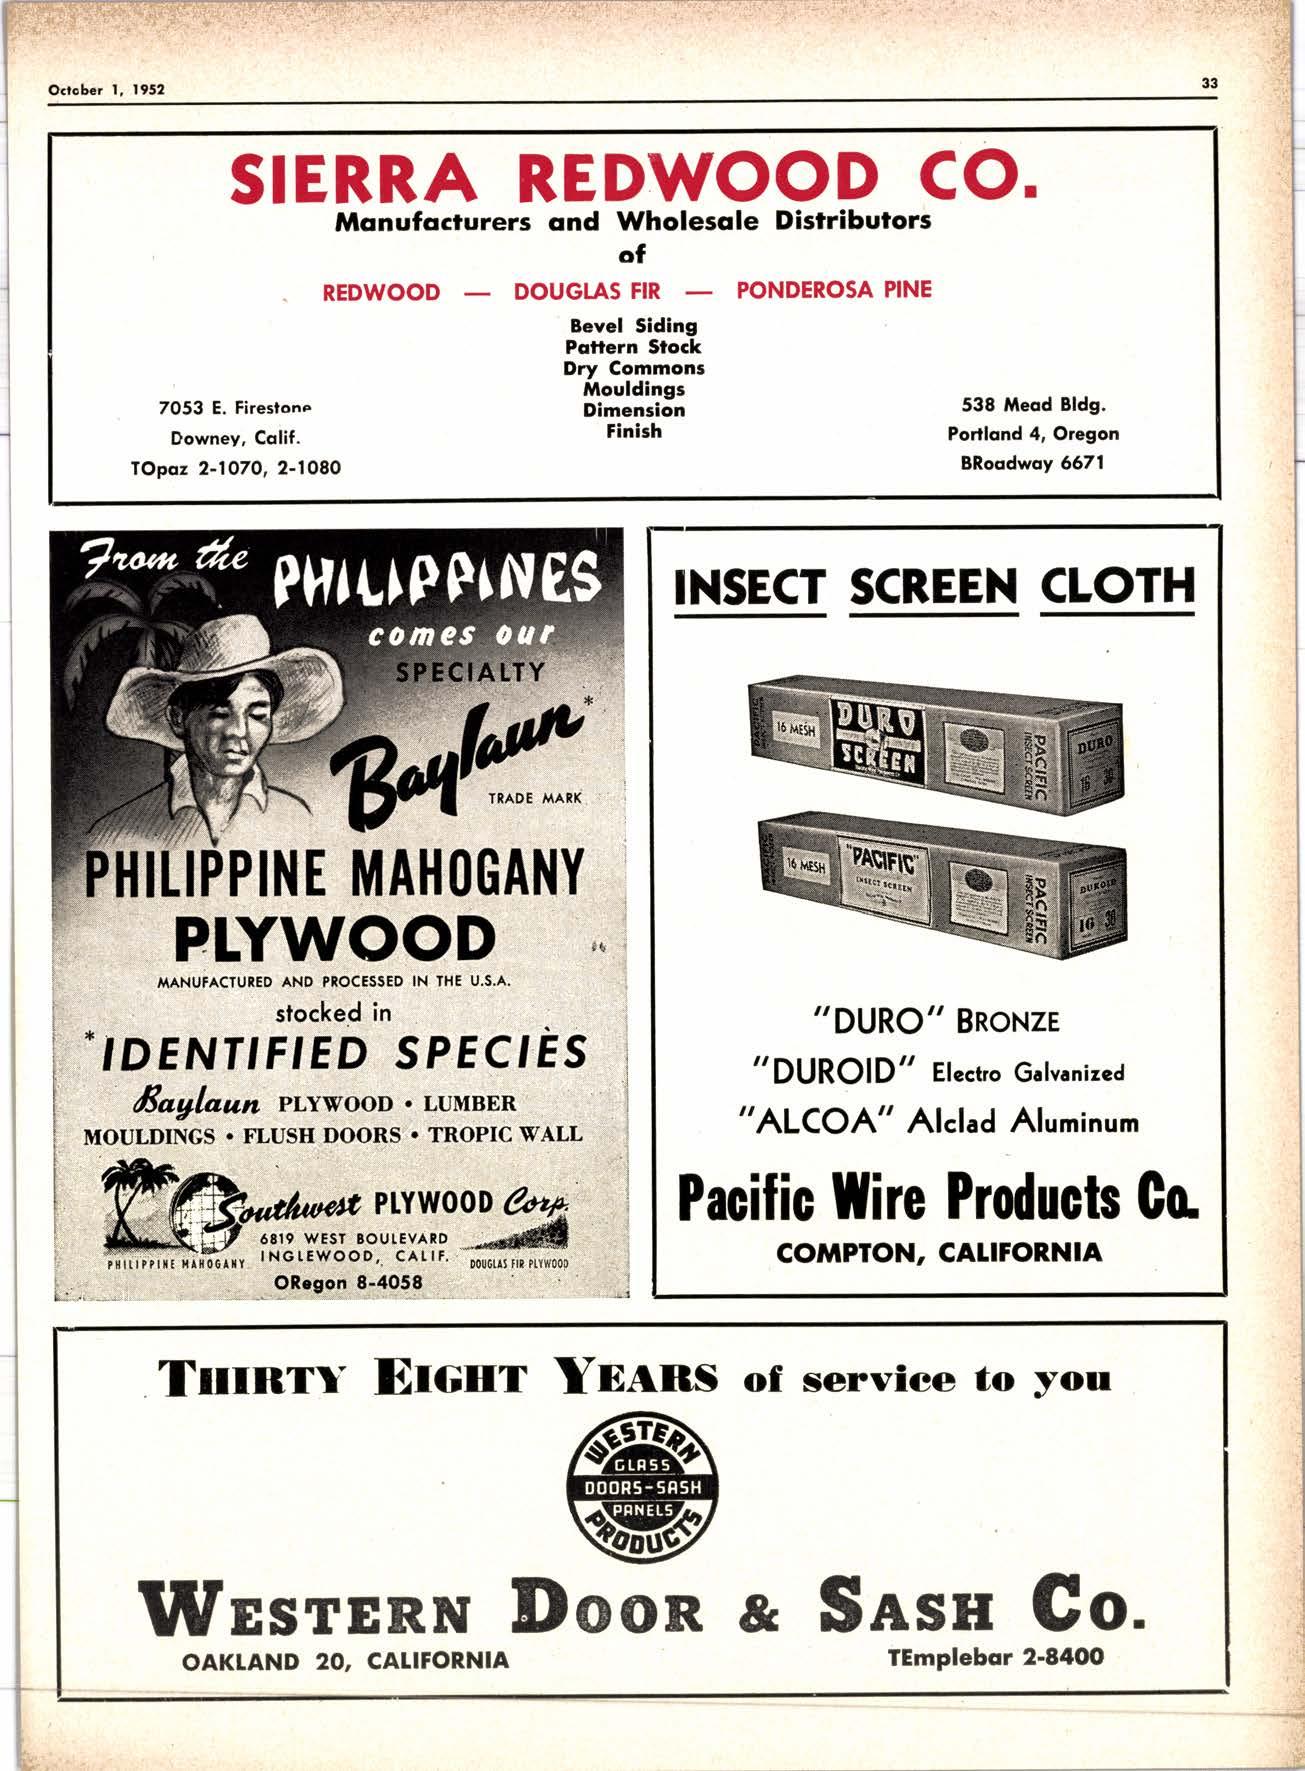 October 1, 1952
33
SIERRA REDWOOD CO.
Manufacturers and Wholesale Distributors
of
REDWOOD — DOUGLAS FIR — PONDEROSA PINE
Bevel Siding
Pattern Stock
Dry Commons
Mouldings
Dimension
Finish
7053 E. Firestone
Downey, Calif.
TOpaz 2-1070, 2-1080
538 Mead Bldg.
Portland 4, Oregon
BRoadway 6671
From the PHILIPPINES
comes our
SPECIALTY
Baylaun*
TRADE MARK
PHILIPPINE MAHOGANY
PLYWOOD
MANUFACTURED AND PROCESSED IN THE U.S.A.
stocked in
*IDENTIFIED SPECIES
Baylaun PLYWOOD • LUMBER
MOULDINGS • FLUSH DOORS • TROPIC WALL
Southwest PLYWOOD Corp.
6819 WEST BOULEVARD
INGLEWOOD, CALIF.
ORegon 8-4058
PHILIPPINE MAHOGANY
DOUGLAS FIR PLYWOOD
INSECT SCREEN CLOTH
16 MESH
DURO
SCREEN
PACIFIC
INSECT SCREEN
DURO
16 30
16 MESH
"PACIFIC"
INSECT SCREEN
PACIFIC
INSECT SCREEN
DUROID
16 30
"DURO" BRONZE
"DUROID" Electro Galvanized
"ALCOA" Alclad Aluminum
Pacific Wire Products Co.
COMPTON, CALIFORNIA
THIRTY EIGHT YEARS of service to you
WESTERN
GLASS
DOORS-SASH
PANELS
PRODUCTS
WESTERN DOOR & SASH CO.
OAKLAND 20, CALIFORNIA
TEmplebar 2-8400